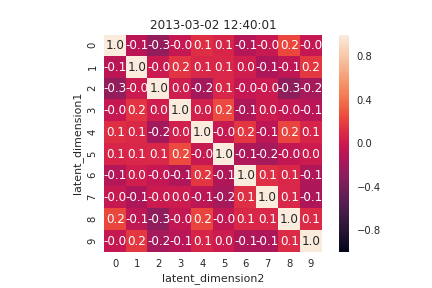 2013-03-02 12:40:01
0 1.0 -0.1 -0.3 -0.0 0.1 0.1 -0.1 -0.0 0.2 -0.0
1 -0.1 1.0 -0.0 0.2 0.1 0.1 0.0 -0.1 -0.1 0.2
2 -0.3 -0.0 1.0 0.0 -0.2 0.1 -0.0 -0.0 -0.3 -0.2
3 -0.0 0.2 0.0 1.0 0.0 0.2 -0.1 0.0 -0.0 -0.1
4 0.1 0.1 -0.2 0.0 1.0 -0.0 0.2 -0.1 0.2 0.1
5 0.1 0.1 0.1 0.2 -0.0 1.0 -0.1 -0.2 -0.0 0.0
6 -0.1 0.0 -0.0 -0.1 0.2 -0.1 1.0 0.1 0.1 -0.1
7 -0.0 -0.1 -0.0 0.0 -0.1 -0.2 0.1 1.0 0.1 -0.1
8 0.2 -0.1 -0.3 -0.0 0.2 -0.0 0.1 0.1 1.0 0.1
9 -0.0 0.2 -0.2 -0.1 0.1 0.0 -0.1 -0.1 0.1 1.0
0 1 2 3 4 5 6 7 8 9
latent_dimension2
latent_dimension1
0.8
0.4
0.0
-0.4
-0.8